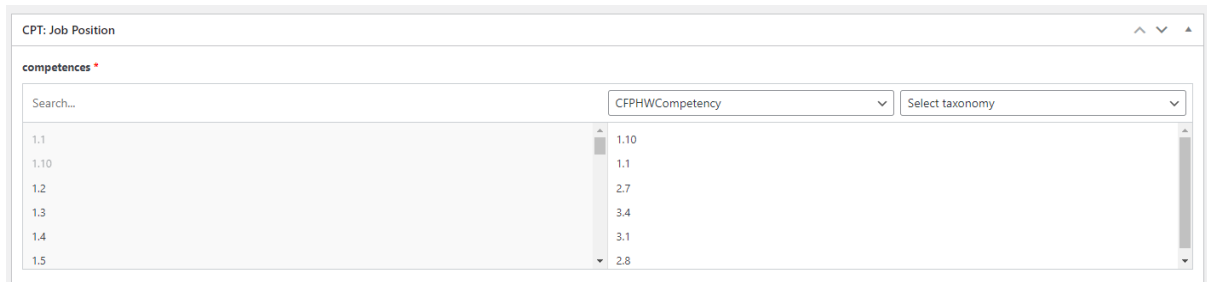 CPT: Job Position
competences *
Search...
CFPHWCompetency
Select taxonomy
1.1
1.10
1.2
1.3
1.4
1.5
1.10
1.1
2.7
3.4
3.1
2.8